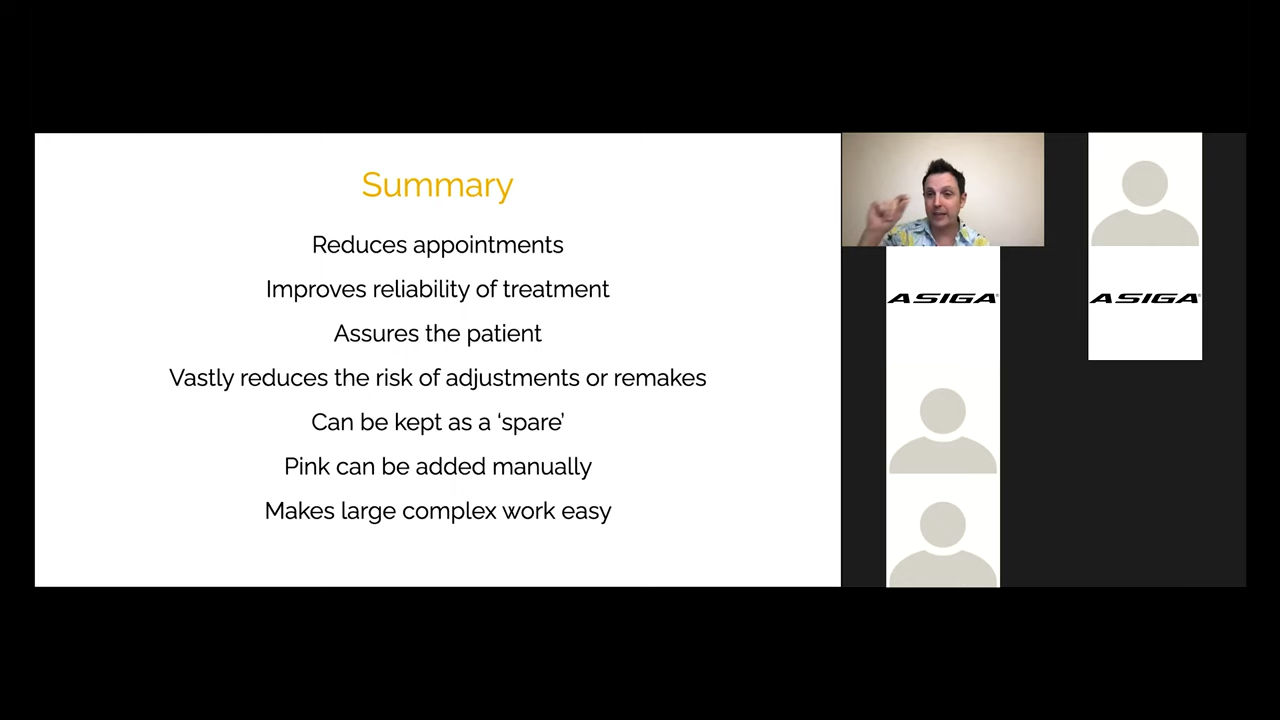 Summary
Reduces appointments
Improves reliability of treatment
Assures the patient
Vastly reduces the risk of adjustments or remakes
Can be kept as a ‘spare’
Pink can be added manually
Makes large complex work easy
ASIGA®
ASIGA®